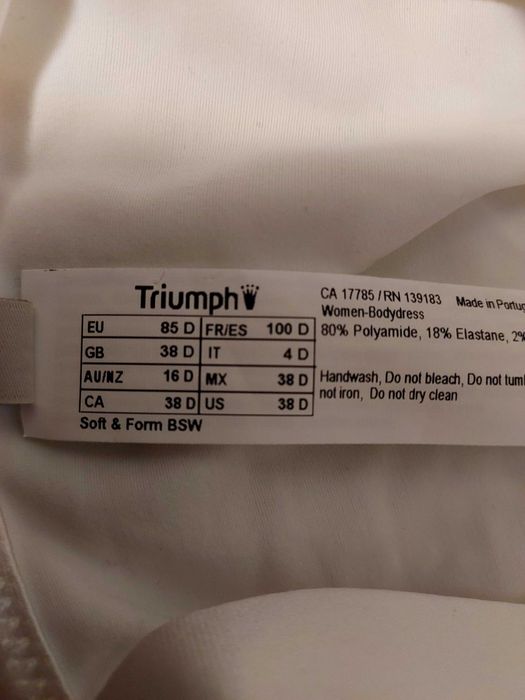 Triumph
EU 85 D FR/ES 100 D
GB 38 D IT 4 D
AU/NZ 16 D MX 38 D
CA 38 D US 38 D
Soft & Form BSW
CA 17785 / RN 139183 Made in
Women-Bodydress
80% Polyamide, 18% Elastane,
Handwash, Do not bleach, Do not
not iron, Do not dry clean